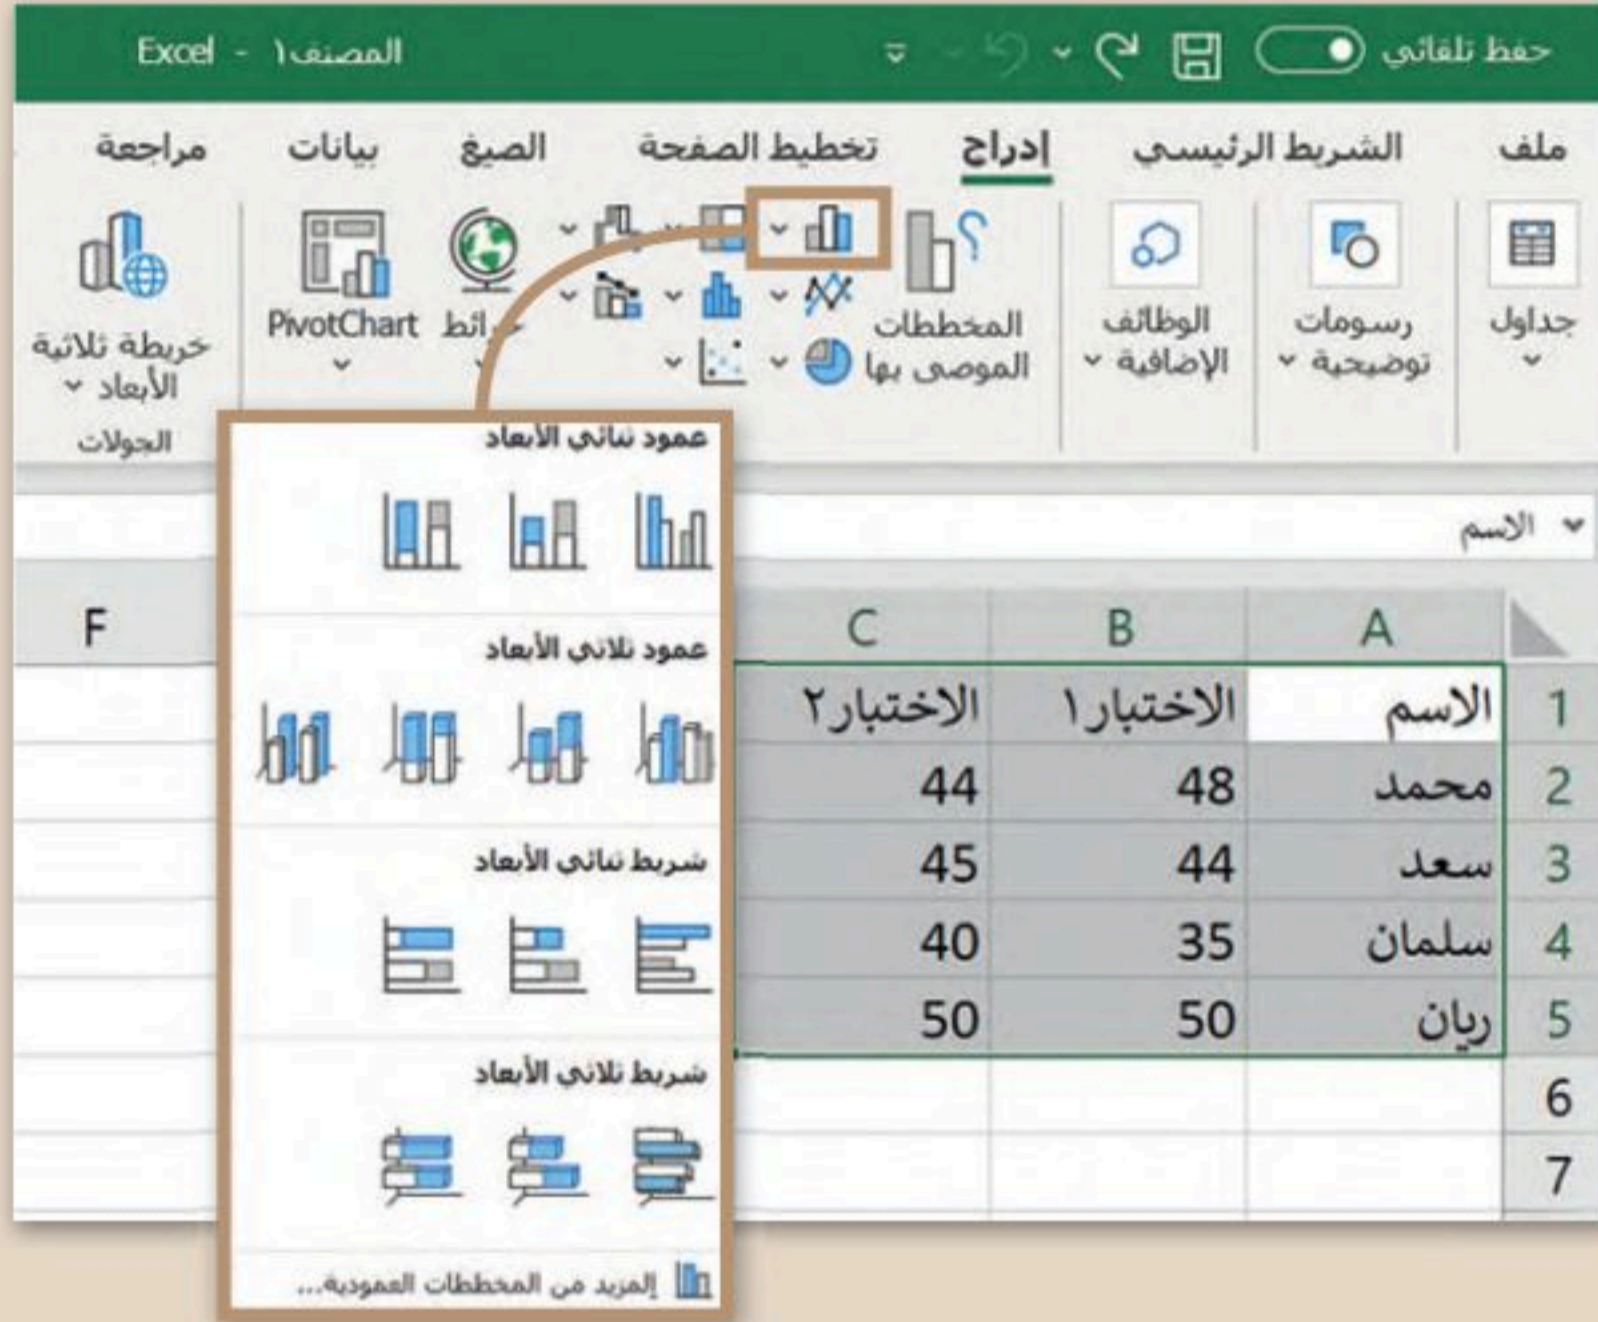 حفظ تلقائي
المصنف١ - Excel
ملف
الشريط الرئيسي
إدراج
تخطيط الصفحة
الصيغ
بيانات
مراجعة
جداول
رسومات
توضيحية
الوظائف
الإضافية
المخططات
الموصى بها
PivotChart
خريطة ثلاثية
الأبعاد
الجولات
عمود ثنائي الأبعاد
عمود ثلاثي الأبعاد
شريط ثنائي الأبعاد
شريط ثلاثي الأبعاد
المزيد من المخططات العمودية...
الاسم
A B C F
1 الاسم الاختبار١ الاختبار٢
2 محمد 48 44
3 سعد 44 45
4 سلمان 35 40
5 ريان 50 50
6
7